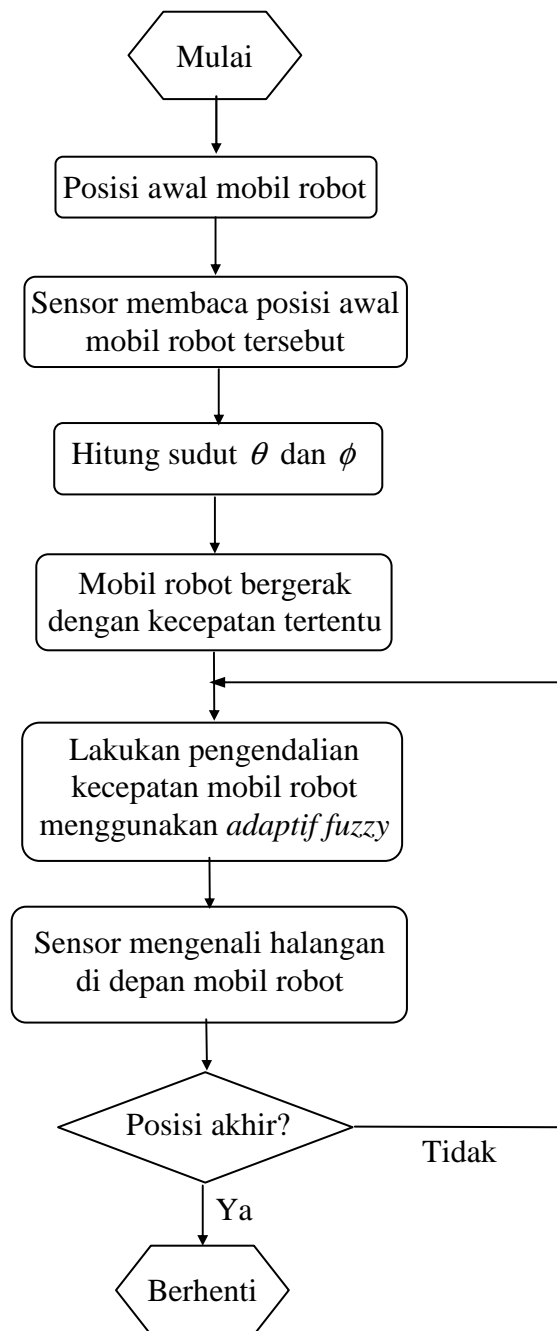 Mulai
Posisi awal mobil robot
Sensor membaca posisi awal
mobil robot tersebut
Hitung sudut θ dan ϕ
Mobil robot bergerak
dengan kecepatan tertentu
Lakukan pengendalian
kecepatan mobil robot
menggunakan adaptif fuzzy
Sensor mengenali halangan
di depan mobil robot
Posisi akhir?
Tidak
Ya
Berhenti